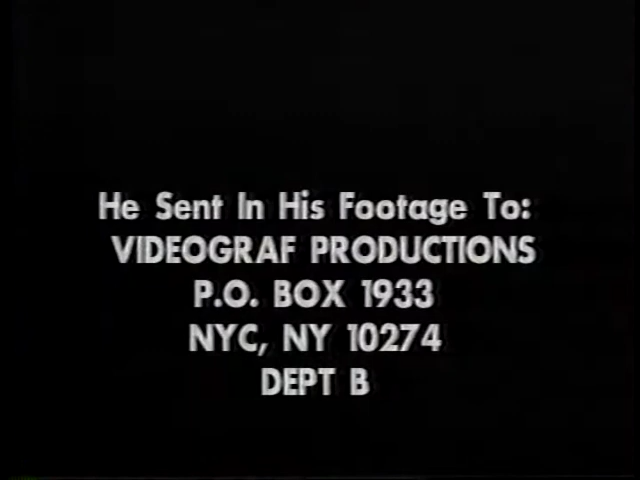 He Sent In His Footage To:
VIDEOGRAF PRODUCTIONS
P.O. BOX 1933
NYC, NY 10274
DEPT B